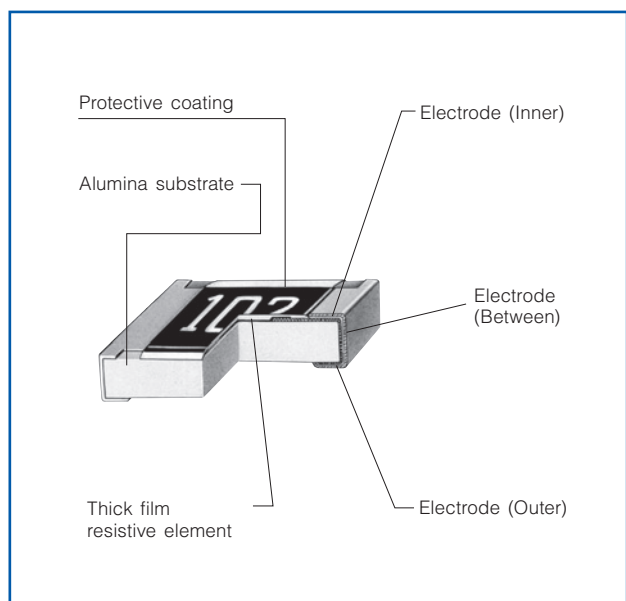 Protective coating
Electrode (Inner)
Alumina substrate
102
Electrode
(Between)
Thick film
resistive element
Electrode (Outer)